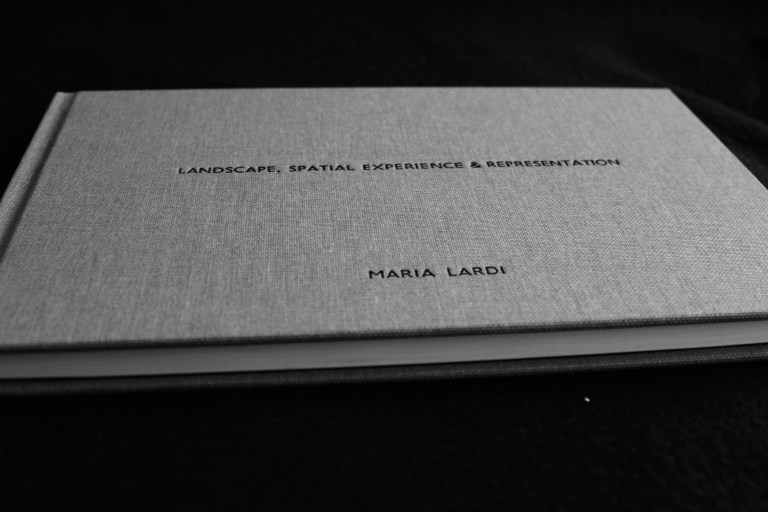 LANDSCAPE, SPATIAL EXPERIENCE & REPRESENTATION
MARIA LARDI